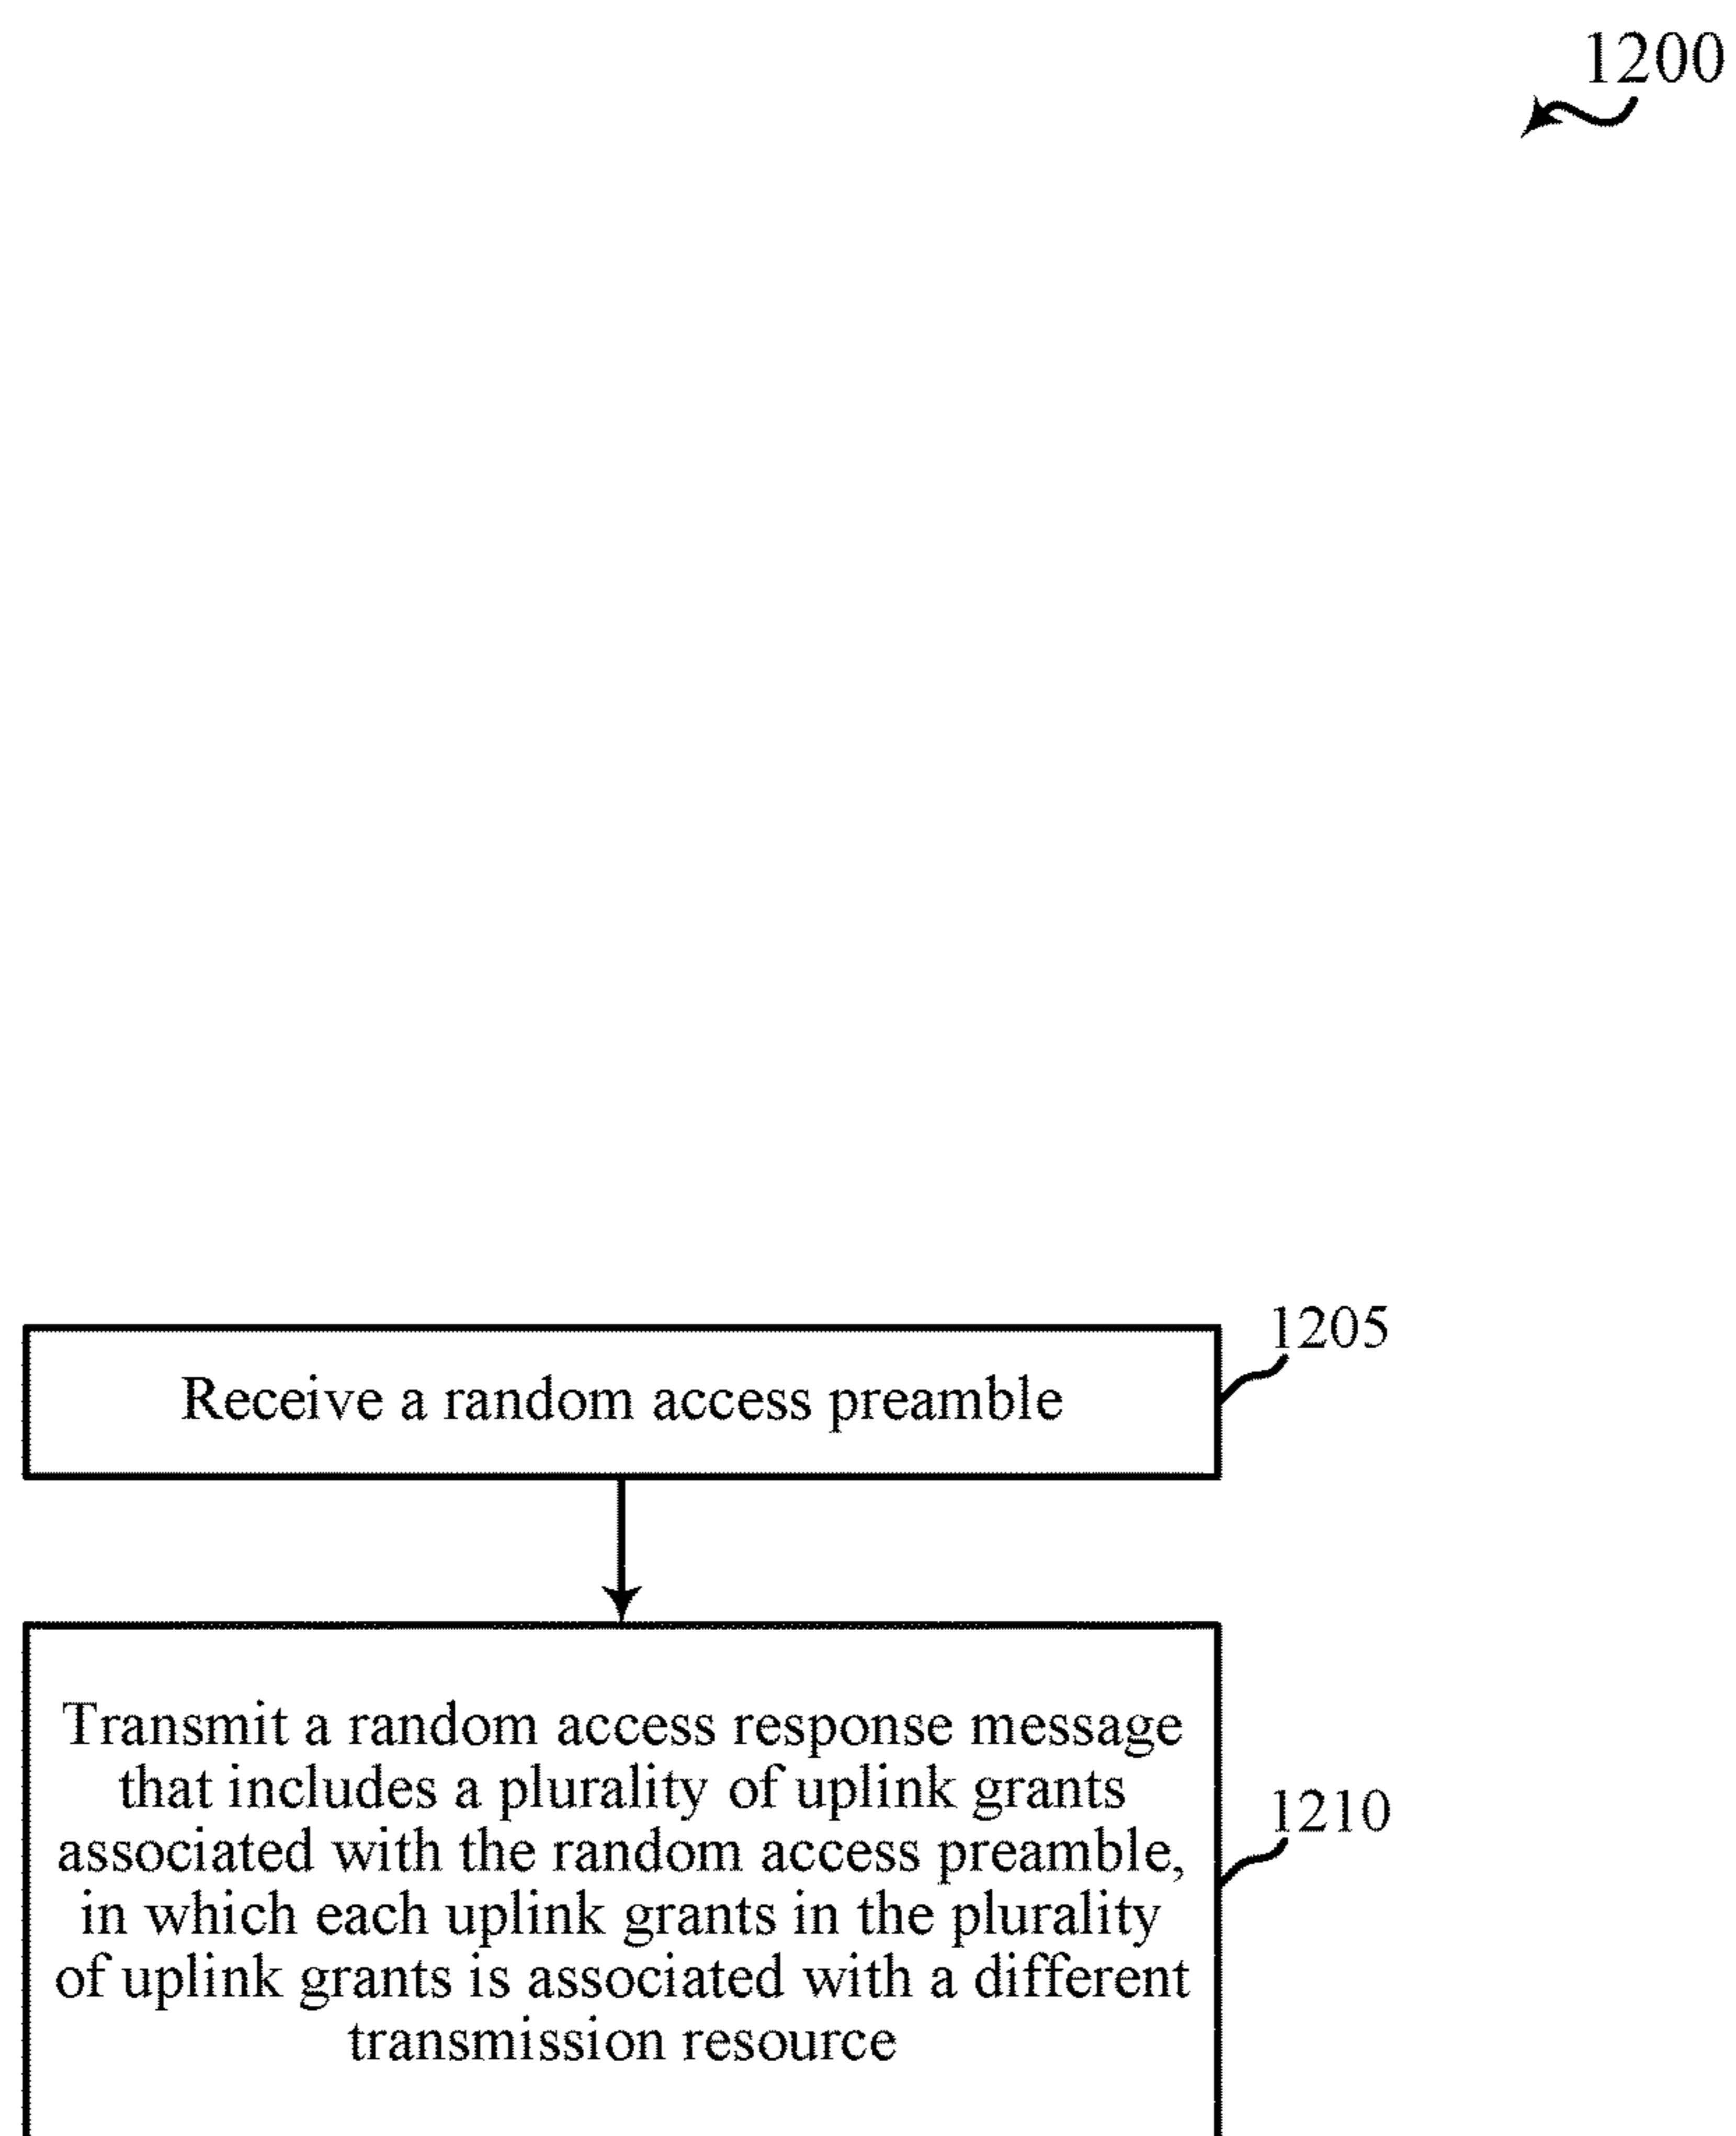 1200
1205
Receive a random access preamble
Transmit a random access response message
that includes a plurality of uplink grants
associated with the random access preamble,
in which each uplink grants in the plurality
of uplink grants is associated with a different
transmission resource
1210